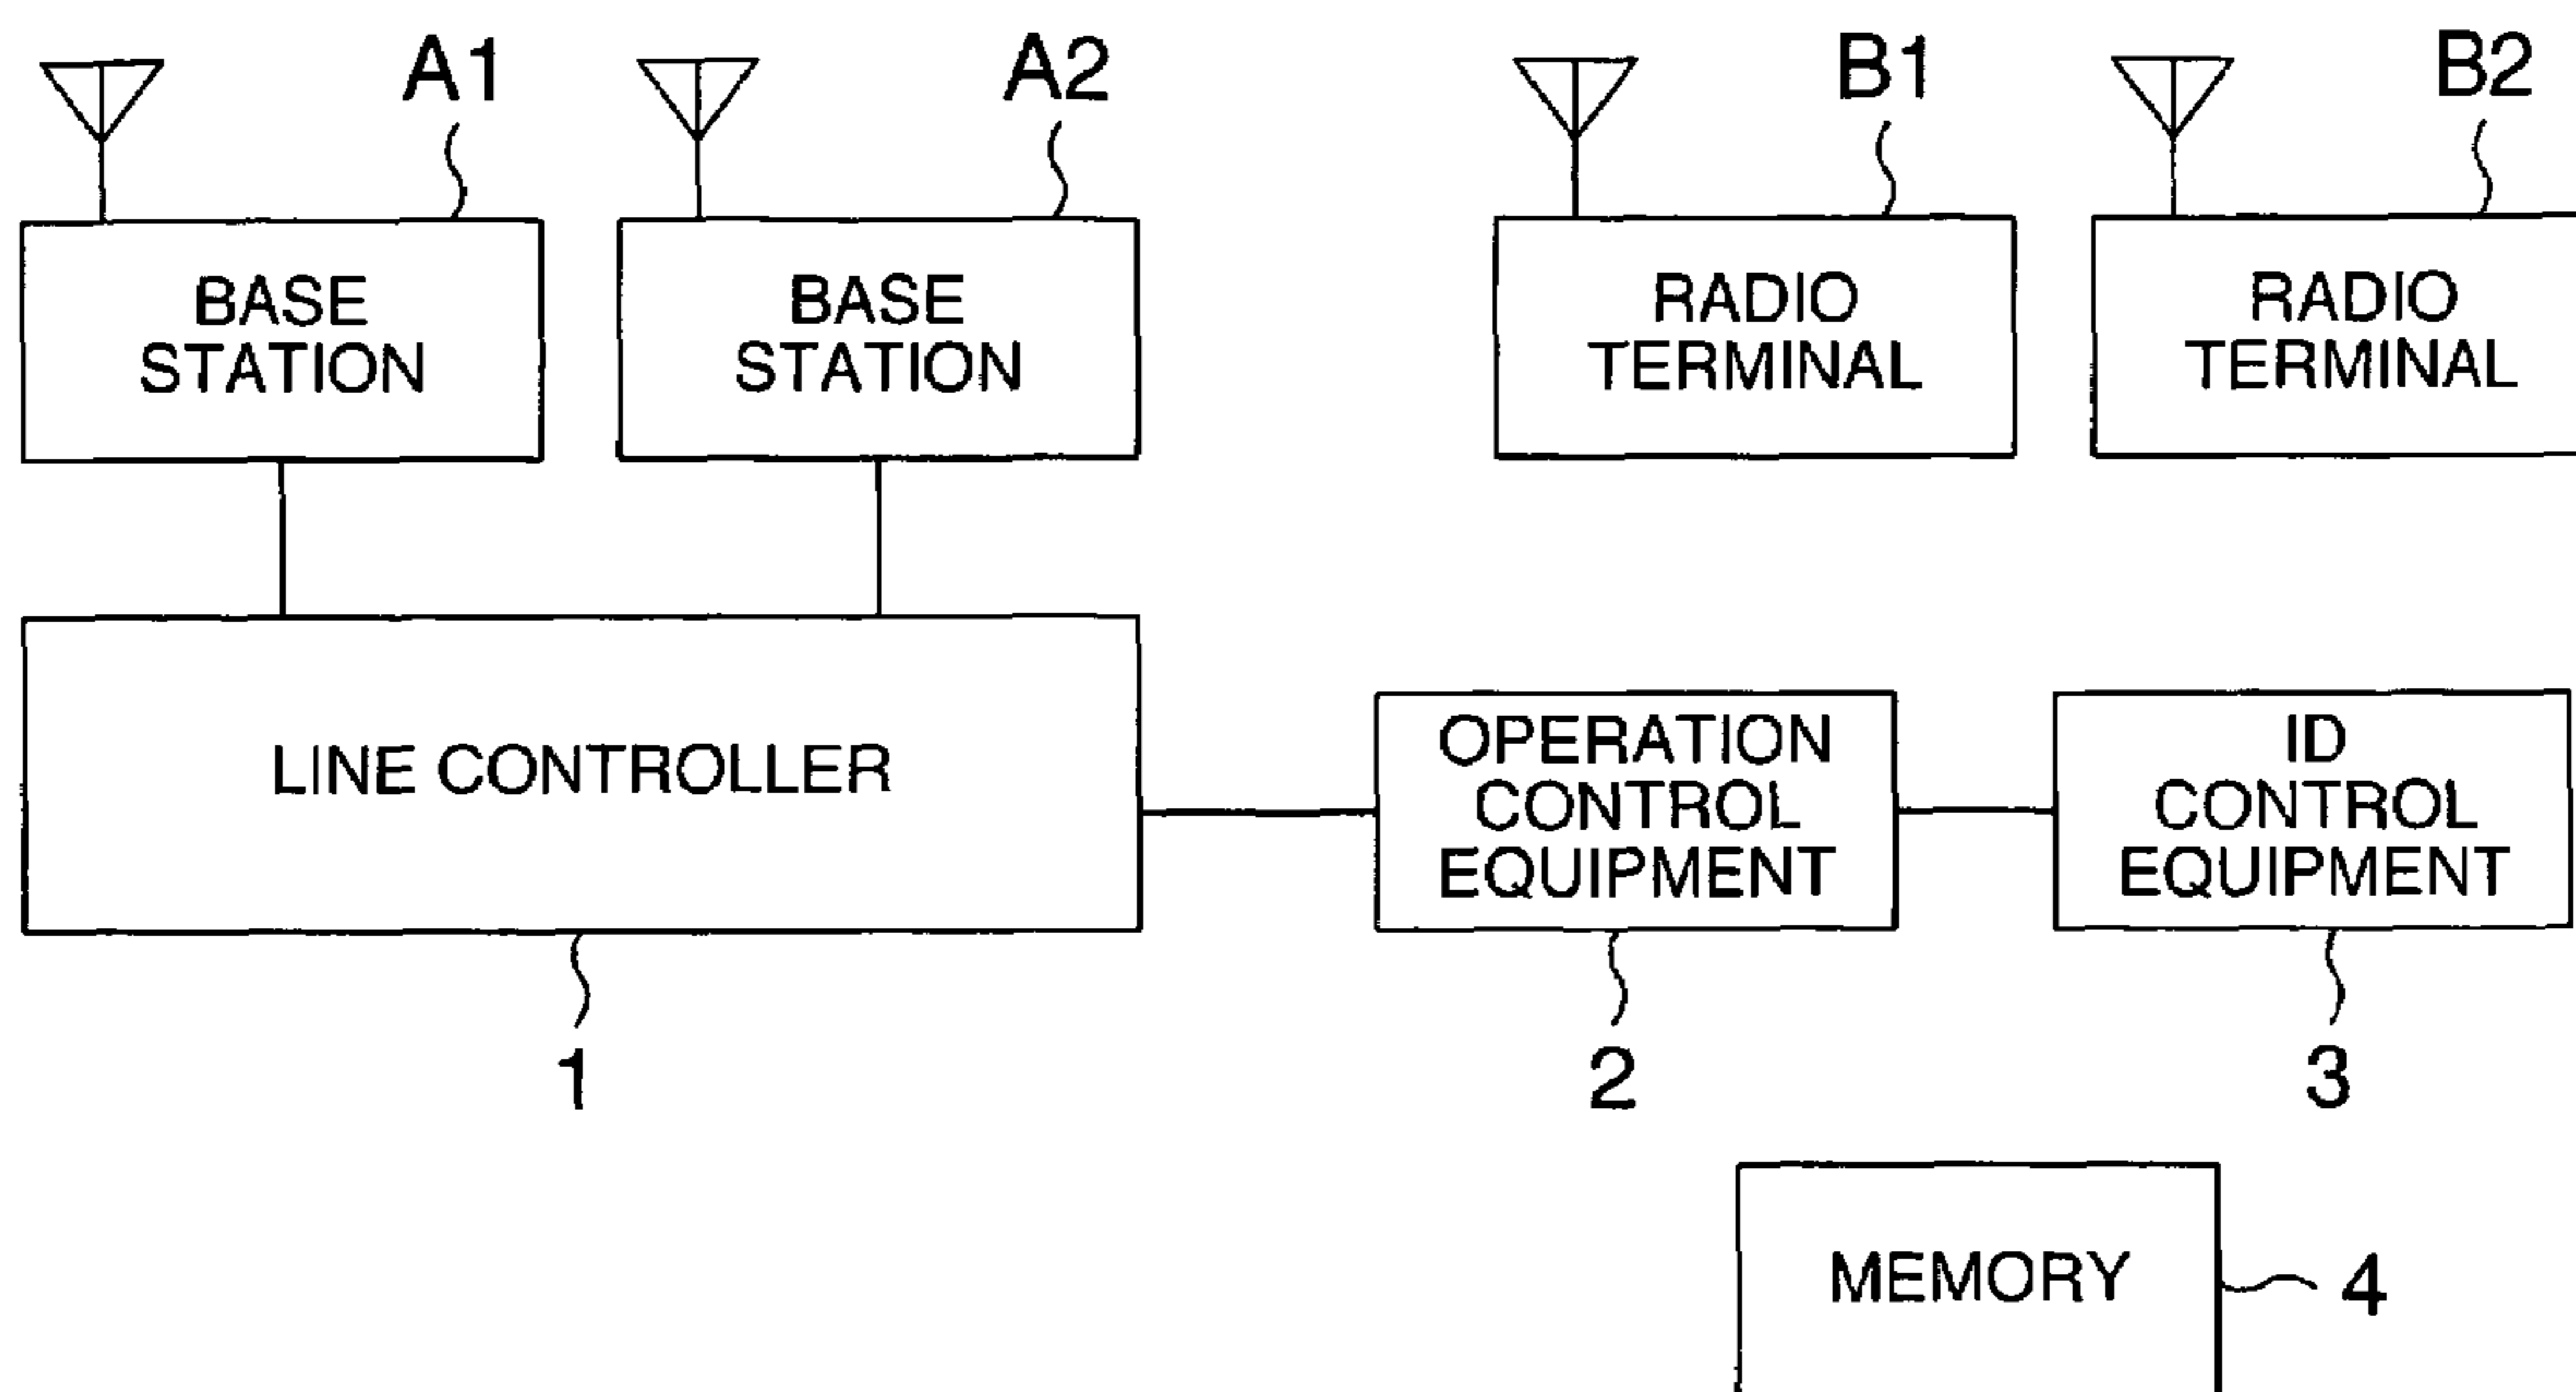 A1
A2
B1
B2
BASE
STATION
BASE
STATION
RADIO
TERMINAL
RADIO
TERMINAL
LINE CONTROLLER
OPERATION
CONTROL
EQUIPMENT
ID
CONTROL
EQUIPMENT
1
2
3
MEMORY
4